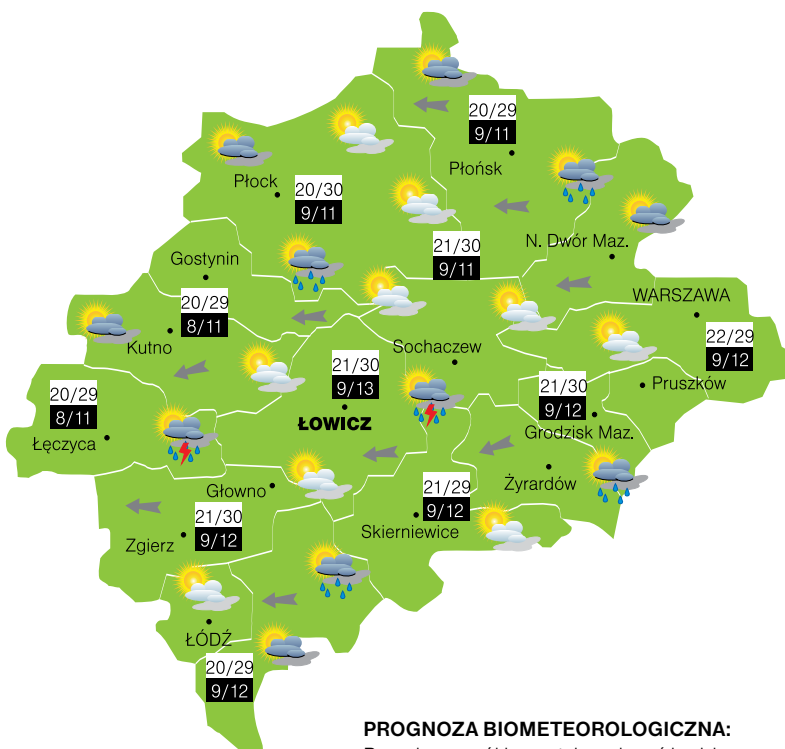 20/29
9/11
Płońsk
Płock
20/30
9/11
21/30
9/11
N. Dwór Maz.
Gostynin
20/29
8/11
Kutno
WARSZAWA
22/29
9/12
Sochaczew
21/30
9/13
ŁOWICZ
Pruszków
21/30
9/12
Grodzisk Maz.
20/29
8/11
Łęczyca
Głowno
21/29
9/12
Skierniewice
Żyrardów
21/30
9/12
Zgierz
ŁÓDŹ
20/29
9/12
PROGNOZA BIOMETEOROLOGICZNA: